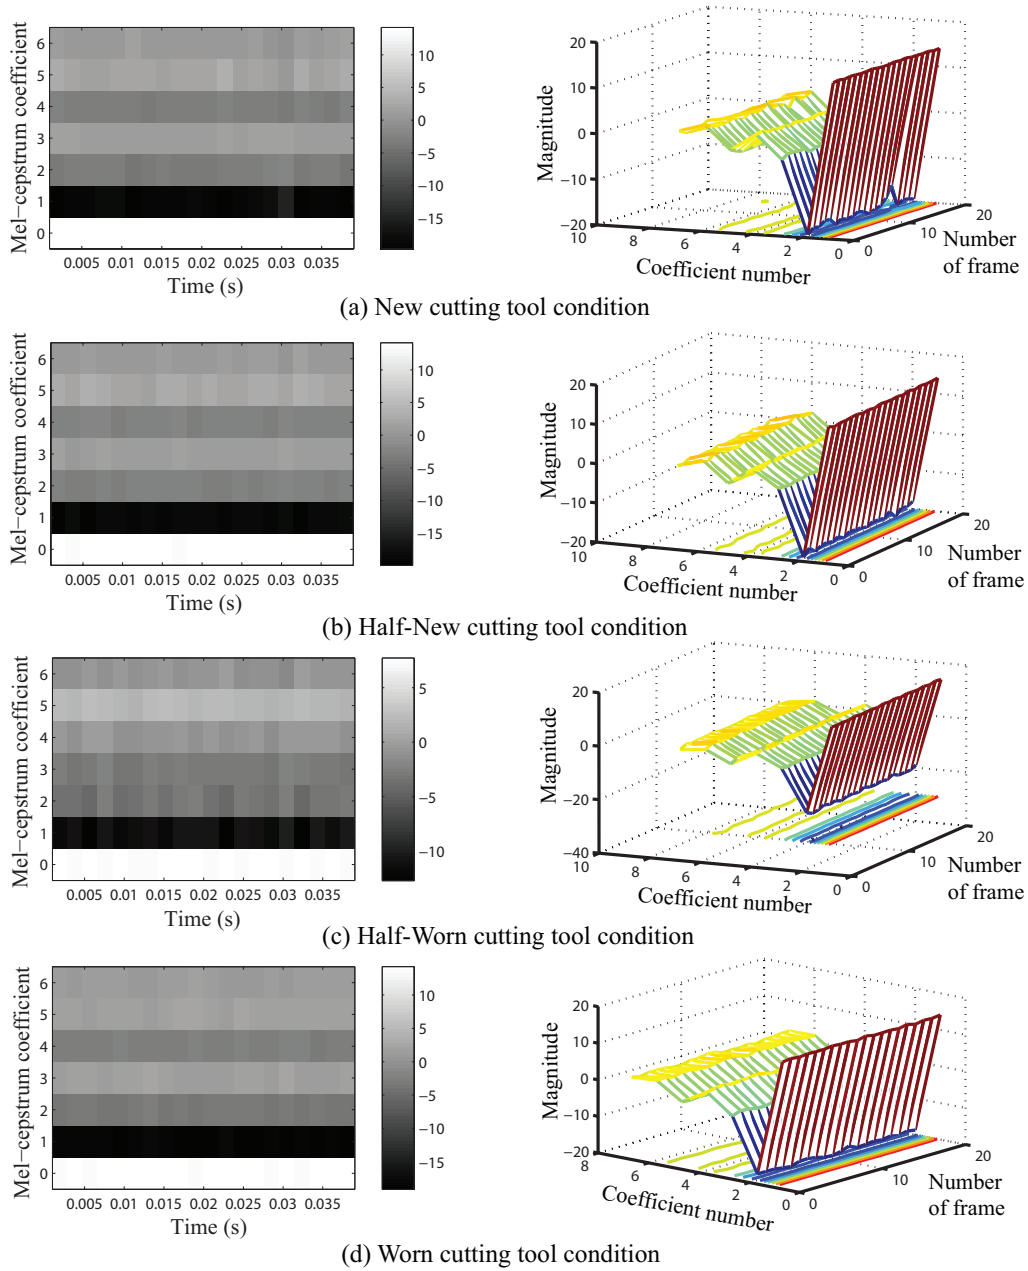 Mel−cepstrum coefficient
6
5
4
3
2
1
0
0.005 0.01 0.015 0.02 0.025 0.03 0.035
Time (s)
10
5
0
−5
−10
−15
Magnitude
20
10
0
−10
−20
10 8 6 4 2 0
Coefficient number
0 10 20
Number
of frame
(a) New cutting tool condition
Mel−cepstrum coefficient
6
5
4
3
2
1
0
0.005 0.01 0.015 0.02 0.025 0.03 0.035
Time (s)
10
5
0
−5
−10
−15
Magnitude
20
10
0
−10
−20
10 8 6 4 2 0
Coefficient number
0 10 20
Number
of frame
(b) Half-New cutting tool condition
Mel−cepstrum coefficient
6
5
4
3
2
1
0
0.005 0.01 0.015 0.02 0.025 0.03 0.035
Time (s)
5
0
−5
−10
Magnitude
20
0
−20
−40
10 8 6 4 2 0
Coefficient number
0 10 20
Number
of frame
(c) Half-Worn cutting tool condition
Mel−cepstrum coefficient
6
5
4
3
2
1
0
0.005 0.01 0.015 0.02 0.025 0.03 0.035
Time (s)
10
5
0
−5
−10
−15
Magnitude
20
10
0
−10
−20
8 6 4 2 0
Coefficient number
0 10 20
Number
of frame
(d) Worn cutting tool condition